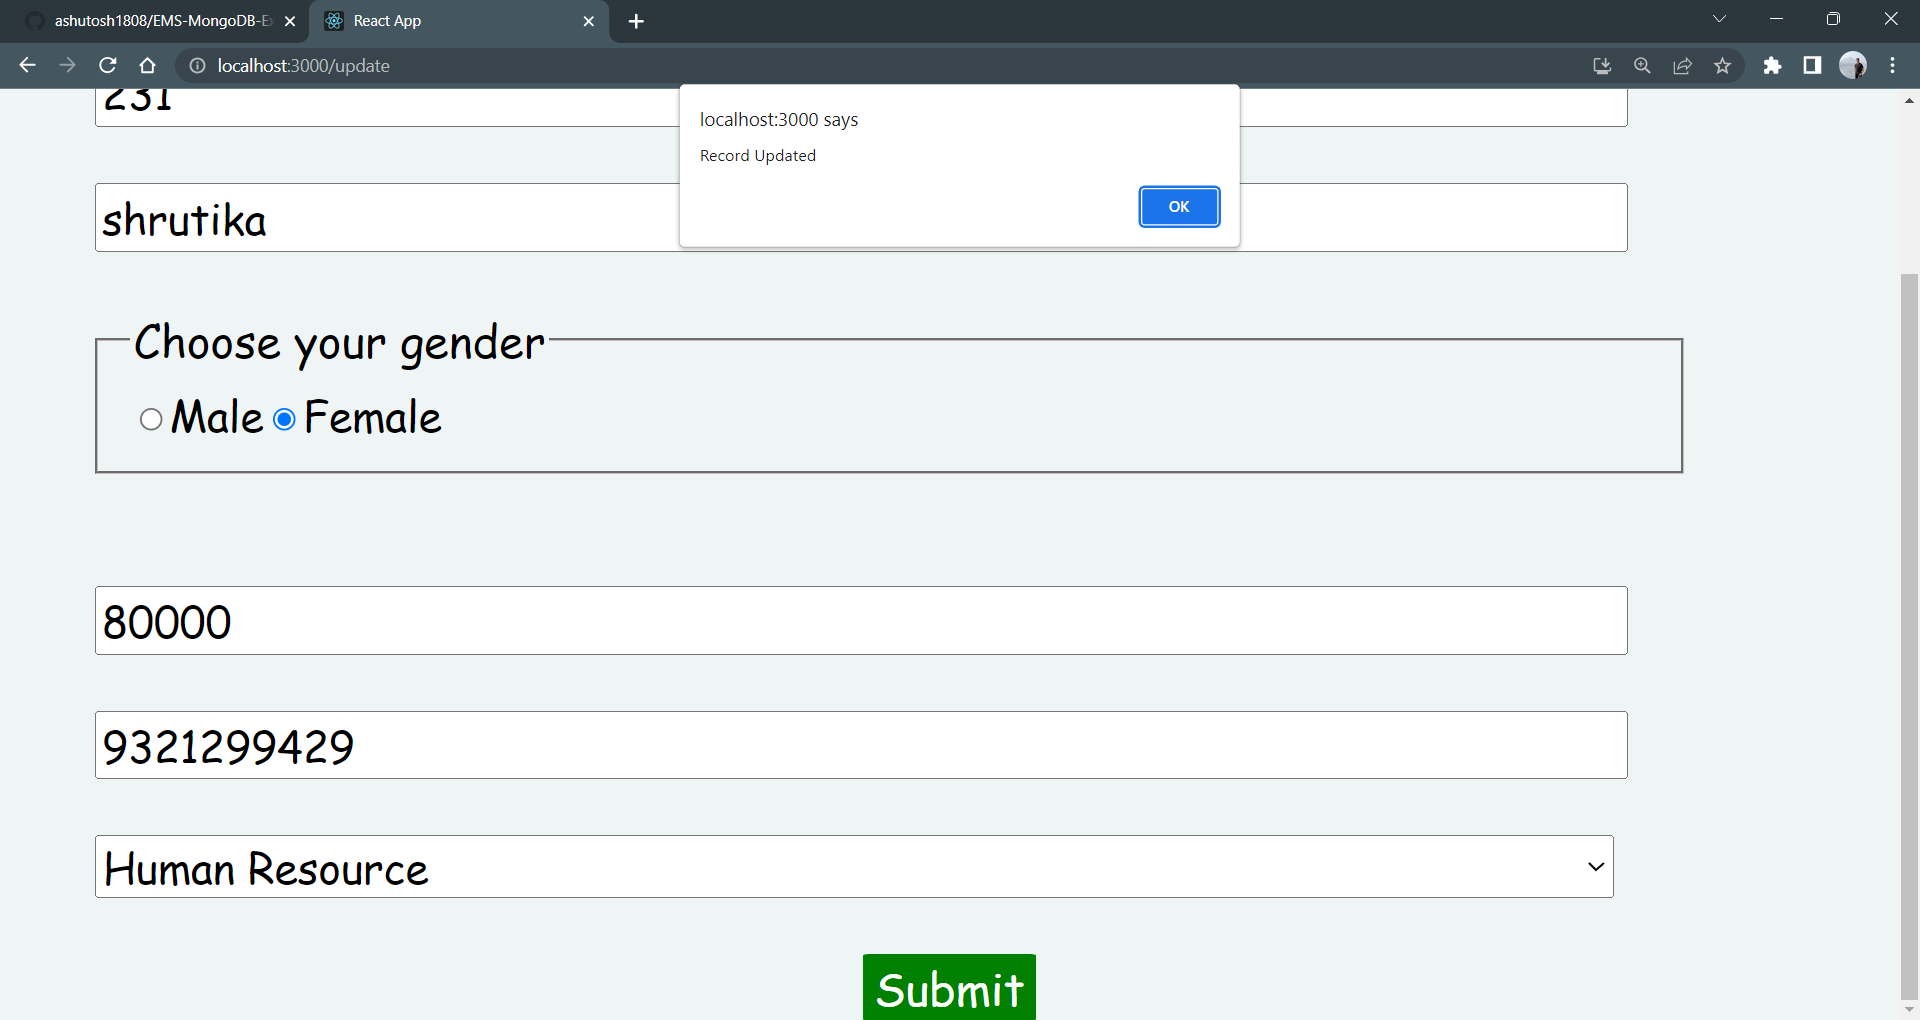 ashutosh1808/EMS-MongoDB-E
React App
localhost:3000/update
231
localhost:3000 says
Record Updated
OK
shrutika
Choose your gender
Male Female
80000
9321299429
Human Resource
Submit